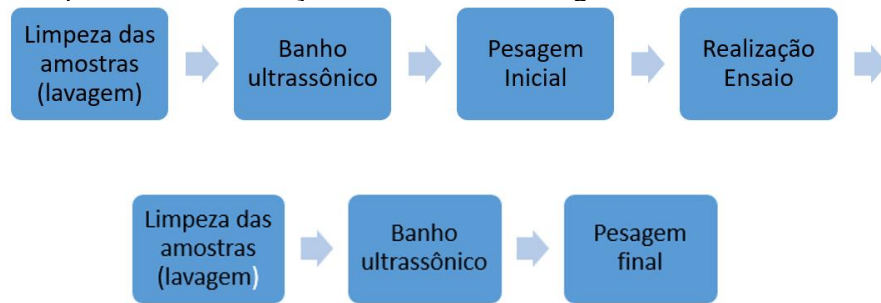 Limpeza das
amostras
(lavagem)
Banho
ultrassônico
Pesagem
Inicial
Realização
Ensaio
Limpeza das
amostras
(lavagem)
Banho
ultrassônico
Pesagem
final